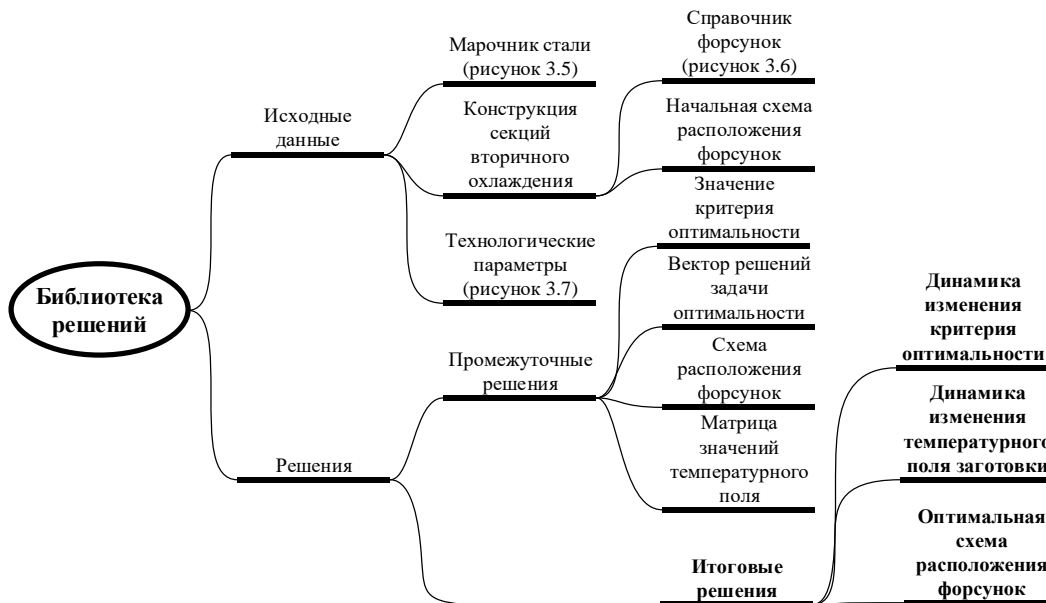 Библиотека
решений
Исходные
данные
Марочник стали
(рисунок 3.5)
Конструкция
секций
вторичного
охлаждения
Справочник
форсунок
(рисунок 3.6)
Начальная схема
расположения
форсунок
Технологические
параметры
(рисунок 3.7)
Решения
Промежуточные
решения
Значение
критерия
оптимальности
Вектор решений
задачи
оптимальности
Схема
расположения
форсунок
Матрица
значений
температурного
поля
Итоговые
решения
Динамика
изменения
критерия
оптимальности
Динамика
изменения
температурного
поля заготовки
Оптимальная
схема
расположения
форсунок